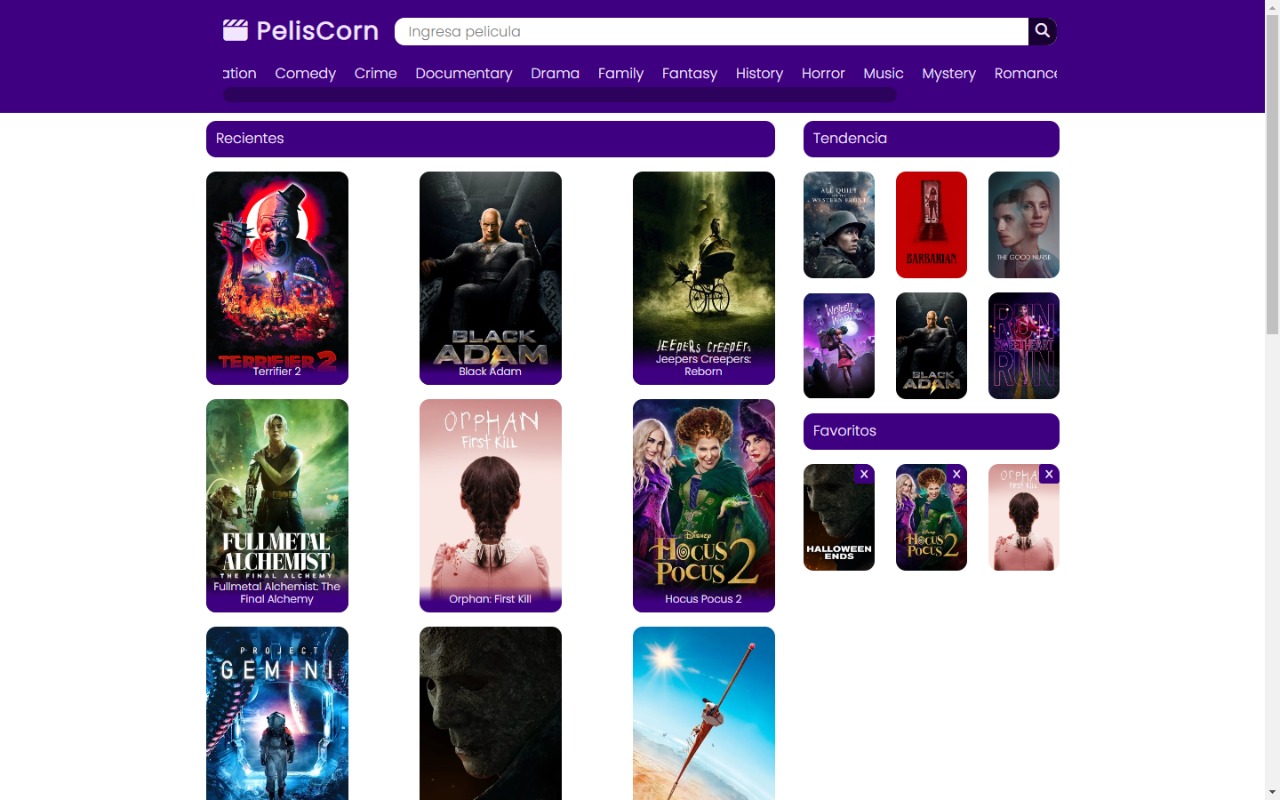 PelisCorn
Ingresa pelicula
ation Comedy Crime Documentary Drama Family Fantasy History Horror Music Mystery Romance
Recientes
TERRIFIER 2
Terrifier 2
BLACK
ADAM
Black Adam
JEEPERS CREEPERS
Jeepers Creepers:
Reborn
FULLMETAL
ALCHEMIST
THE FINAL ALCHEMY
Fullmetal Alchemist: The
Final Alchemy
ORPHAN
First Kill
Orphan: First Kill
Disney
HOCUS
POCUS 2
Hocus Pocus 2
PROJECT
GEMINI
Tendencia
ALL QUIET
ON THE
WESTERN FRONT
BARBARIAN
THE GOOD NURSE
Wendell
& Wild
BLACK
ADAM
RUN
SWEETHEART
RUN
Favoritos
X
HALLOWEEN
ENDS
X
HOCUS
POCUS 2
X
ORPHAN
First Kill